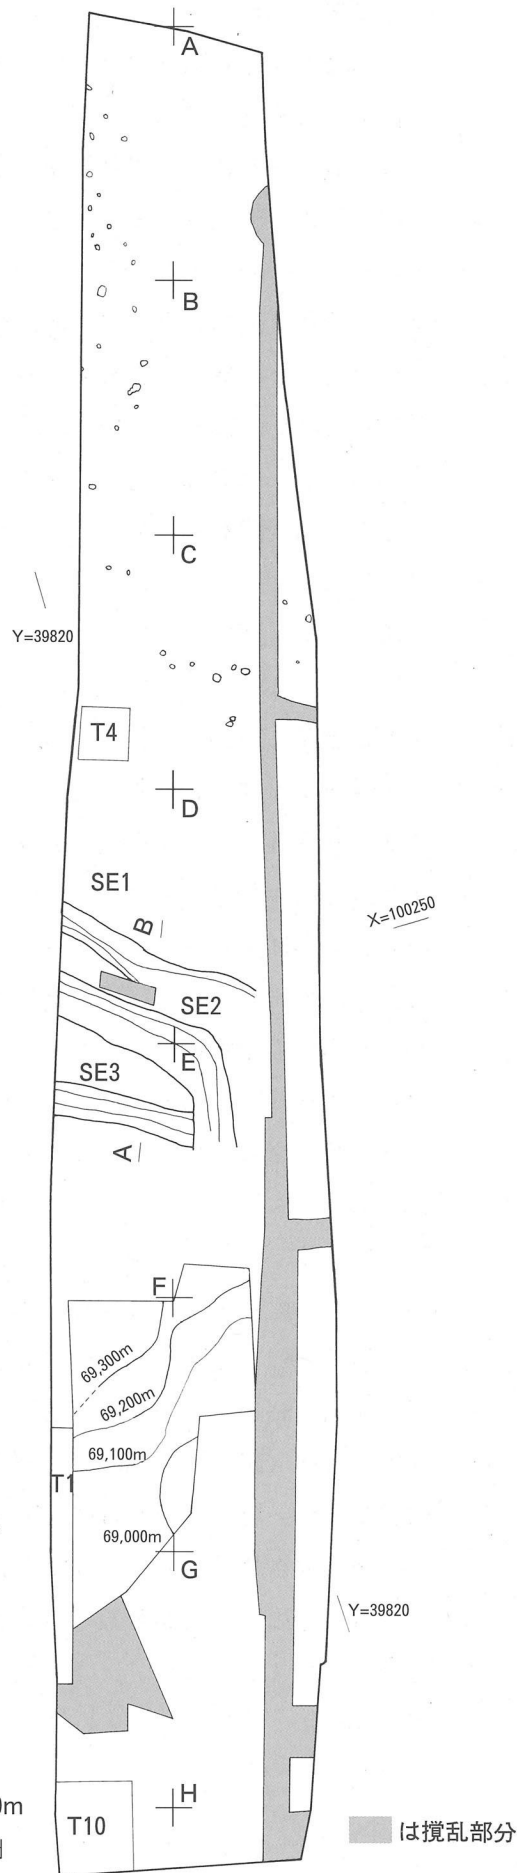 A
B
C
Y=39820
T4
D
SE1
B
X=100250
SE2
E
SE3
A
F
69,300m
69,200m
69,100m
T1
69,000m
G
Y=39820
H
m
T10
は撹乱部分